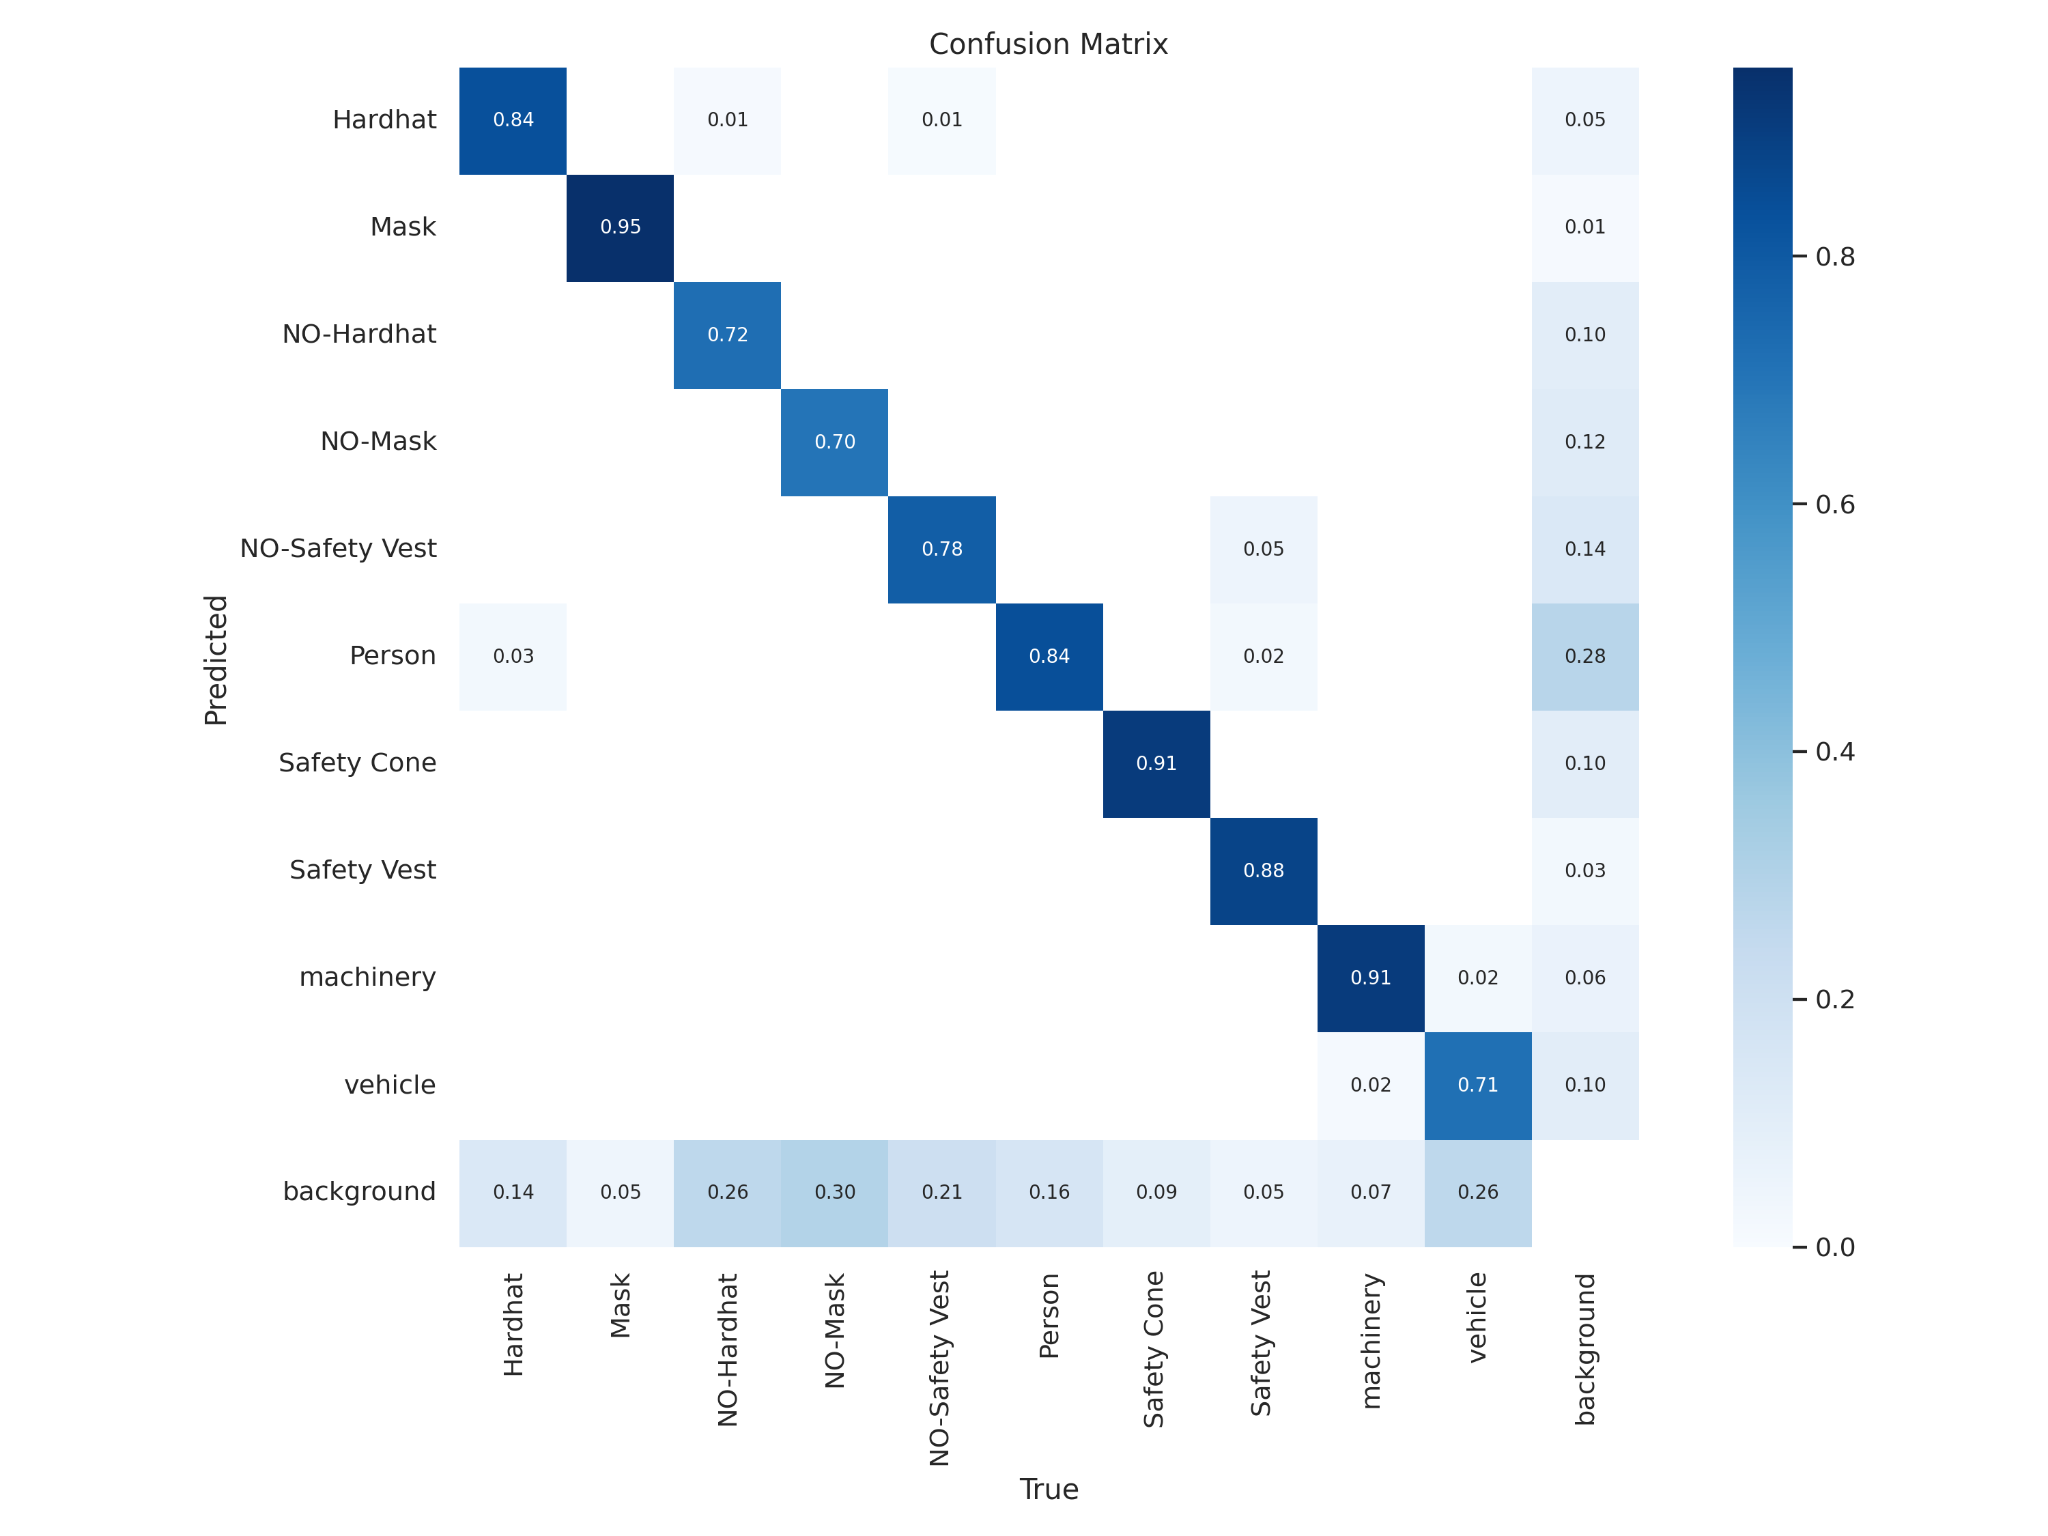 Confusion Matrix
Hardhat 0.84 0.01 0.01 0.05
Mask 0.95 0.01
0.8
NO-Hardhat 0.72 0.10
NO-Mask 0.70 0.12
0.6
NO-Safety Vest 0.78 0.05 0.14
Predicted
Person 0.03 0.84 0.02 0.28
Safety Cone 0.91 0.10
0.4
Safety Vest 0.88 0.03
machinery 0.91 0.02 0.06
0.2
vehicle 0.02 0.71 0.10
background 0.14 0.05 0.26 0.30 0.21 0.16 0.09 0.05 0.07 0.26
0.0
Hardhat
Mask
NO-Hardhat
NO-Mask
NO-Safety Vest
Person
Safety Cone
Safety Vest
machinery
vehicle
background
True